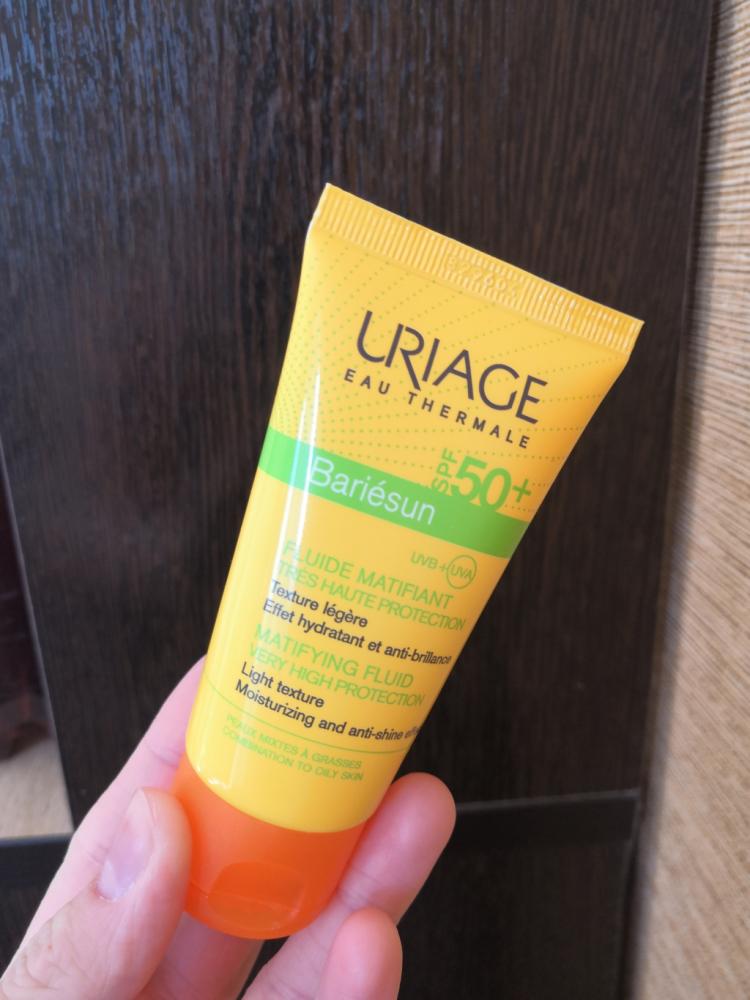 URIAGE
EAU THERMALE
SPF 50+
Bariésun
UVB + UVA
FLUIDE MATIFIANT
TRÈS HAUTE PROTECTION
Texture légère
Effet hydratant et anti-brillance
MATIFYING FLUID
VERY HIGH PROTECTION
Light texture
Moisturizing and anti-shine
PEAUX MIXTES À GRASSES
COMBINATION TO OILY SKIN